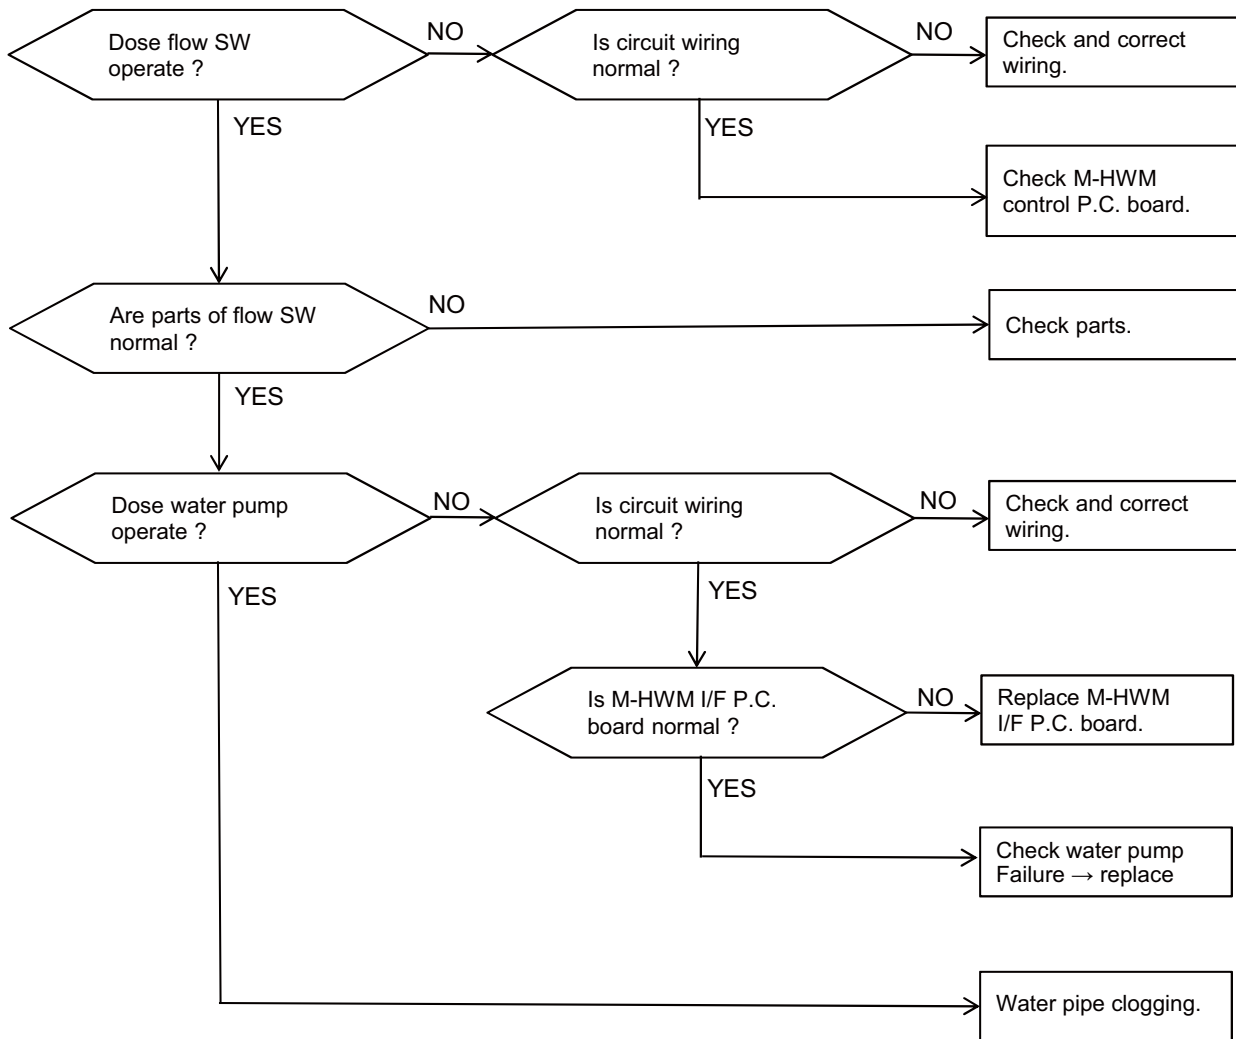 Dose flow SW
operate ?
NO
Is circuit wiring
normal ?
NO
Check and correct
wiring.
YES
YES
Check M-HWM
control P.C. board.
Are parts of flow SW
normal ?
NO
Check parts.
YES
Dose water pump
operate ?
NO
Is circuit wiring
normal ?
NO
Check and correct
wiring.
YES
YES
Is M-HWM I/F P.C.
board normal ?
NO
Replace M-HWM
I/F P.C. board.
YES
Check water pump
Failure → replace
Water pipe clogging.